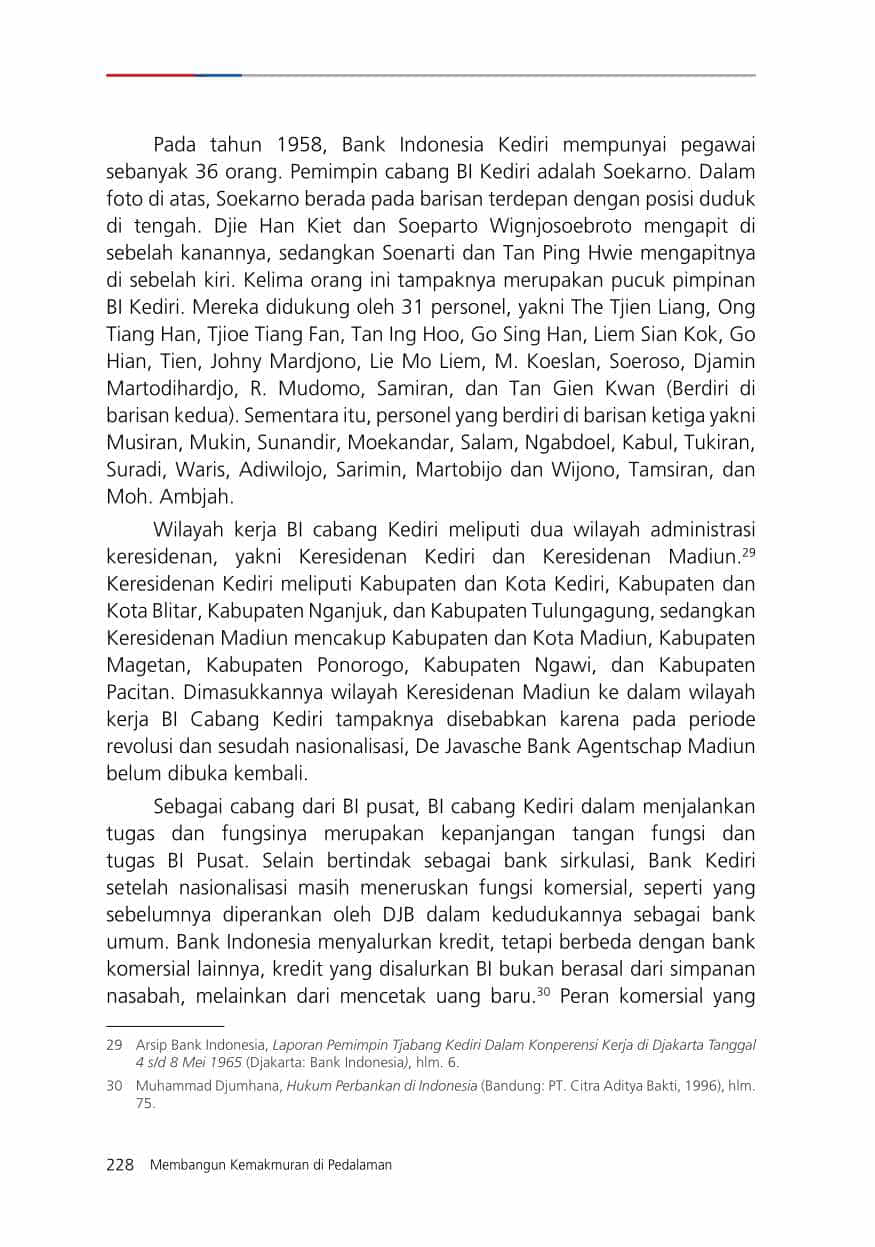 Pada tahun 1958, Bank Indonesia Kediri mempunyai pegawai
sebanyak 36 orang. Pemimpin cabang BI Kediri adalah Soekarno. Dalam
foto di atas, Soekarno berada pada barisan terdepan dengan posisi duduk
di tengah. Djie Han Kiet dan Soeparto Wignjosoebroto mengapit di
sebelah kanannya, sedangkan Soenarti dan Tan Ping Hwie mengapitnya
di sebelah kiri. Kelima orang ini tampaknya merupakan pucuk pimpinan
BI Kediri. Mereka didukung oleh 31 personel, yakni The Tjien Liang, Ong
Tiang Han, Tjioe Tiang Fan, Tan Ing Hoo, Go Sing Han, Liem Sian Kok, Go
Hian, Tien, Johny Mardjono, Lie Mo Liem, M. Koeslan, Soeroso, Djamin
Martodihardjo, R. Mudomo, Samiran, dan Tan Gien Kwan (Berdiri di
barisan kedua). Sementara itu, personel yang berdiri di barisan ketiga yakni
Musiran, Mukin, Sunandir, Moekandar, Salam, Ngabdoel, Kabul, Tukiran,
Suradi, Waris, Adiwilojo, Sarimin, Martobijo dan Wijono, Tamsiran, dan
Moh. Ambjah.
Wilayah kerja BI cabang Kediri meliputi dua wilayah administrasi
keresidenan, yakni Keresidenan Kediri dan Keresidenan Madiun.29
Keresidenan Kediri meliputi Kabupaten dan Kota Kediri, Kabupaten dan
Kota Blitar, Kabupaten Nganjuk, dan Kabupaten Tulungagung, sedangkan
Keresidenan Madiun mencakup Kabupaten dan Kota Madiun, Kabupaten
Magetan, Kabupaten Ponorogo, Kabupaten Ngawi, dan Kabupaten
Pacitan. Dimasukkannya wilayah Keresidenan Madiun ke dalam wilayah
kerja BI Cabang Kediri tampaknya disebabkan karena pada periode
revolusi dan sesudah nasionalisasi, De Javasche Bank Agentschap Madiun
belum dibuka kembali.
Sebagai cabang dari BI pusat, BI cabang Kediri dalam menjalankan
tugas dan fungsinya merupakan kepanjangan tangan fungsi dan
tugas BI Pusat. Selain bertindak sebagai bank sirkulasi, Bank Kediri
setelah nasionalisasi masih meneruskan fungsi komersial, seperti yang
sebelumnya diperankan oleh DJB dalam kedudukannya sebagai bank
umum. Bank Indonesia menyalurkan kredit, tetapi berbeda dengan bank
komersial lainnya, kredit yang disalurkan BI bukan berasal dari simpanan
nasabah, melainkan dari mencetak uang baru.30 Peran komersial yang
29 Arsip Bank Indonesia, Laporan Pemimpin Tjabang Kediri Dalam Konperensi Kerja di Djakarta Tanggal
4 s/d 8 Mei 1965 (Djakarta: Bank Indonesia), hlm. 6.
30 Muhammad Djumhana, Hukum Perbankan di Indonesia (Bandung: PT. Citra Aditya Bakti, 1996), hlm.
75.
228 Membangun Kemakmuran di Pedalaman